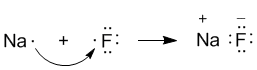 + −
Na· + ·F: → Na :F: